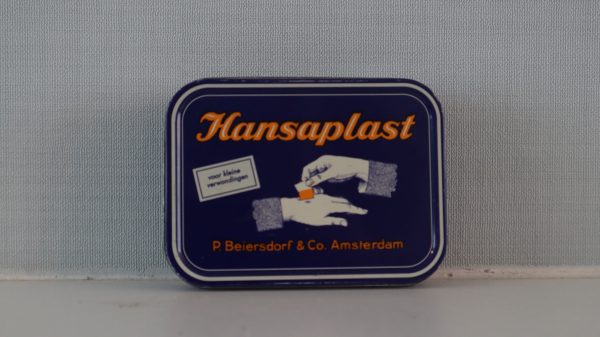 Hansaplast
voor kleine
verwondingen
P. Beiersdorf & Co. Amsterdam